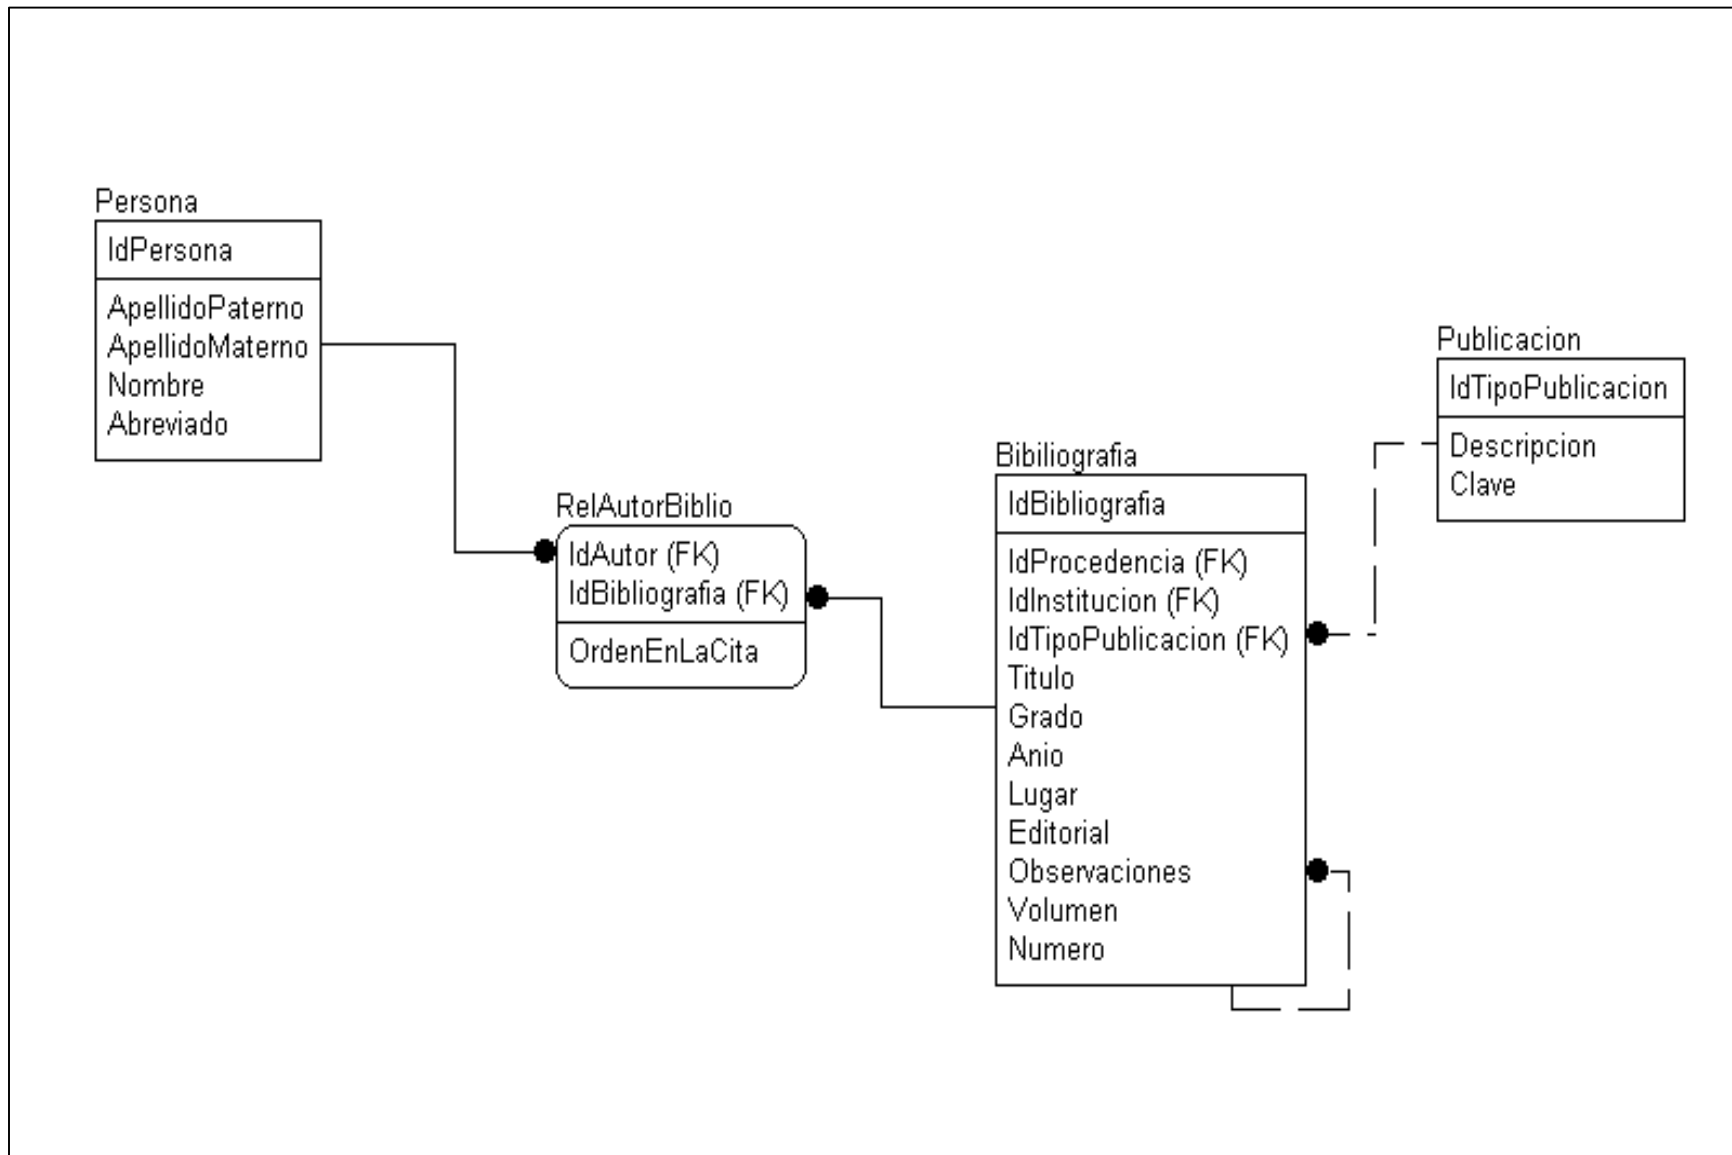 Persona
IdPersona
ApellidoPaterno
ApellidoMaterno
Nombre
Abreviado
RelAutorBiblio
IdAutor (FK)
IdBibliografia (FK)
OrdenEnLaCita
Bibiliografia
IdBibliografia
IdProcedencia (FK)
IdInstitucion (FK)
IdTipoPublicacion (FK)
Titulo
Grado
Anio
Lugar
Editorial
Observaciones
Volumen
Numero
Publicacion
IdTipoPublicacion
Descripcion
Clave